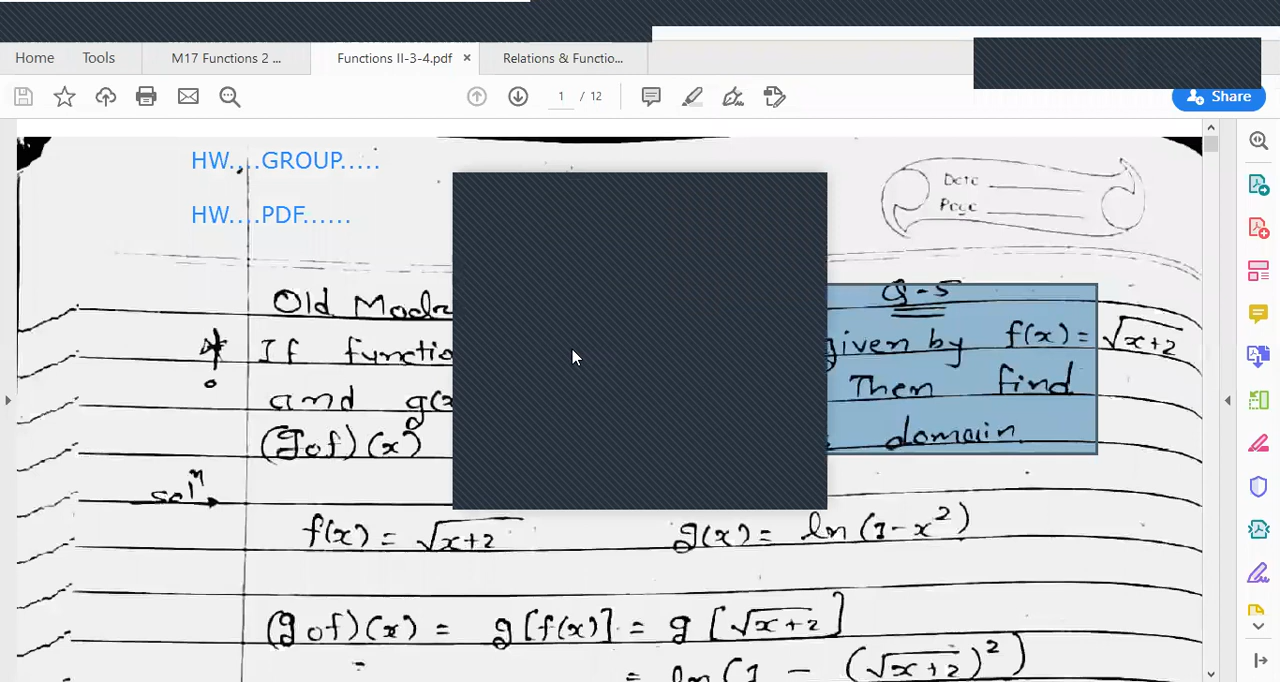 Home Tools M17 Functions 2 ... Functions II-3-4.pdf × Relations & Functio...
1 / 12 Share
HW....GROUP.....
HW....PDF......
Date
Page
Old Q-5
If given by f(x) = √x+2
and Then find
(gof)(x) domain.
solⁿ
f(x) = √x+2 g(x) = ln (1-x²)
(gof)(x) = g[f(x)] = g[√x+2]
= ln(1 - (√x+2)²)